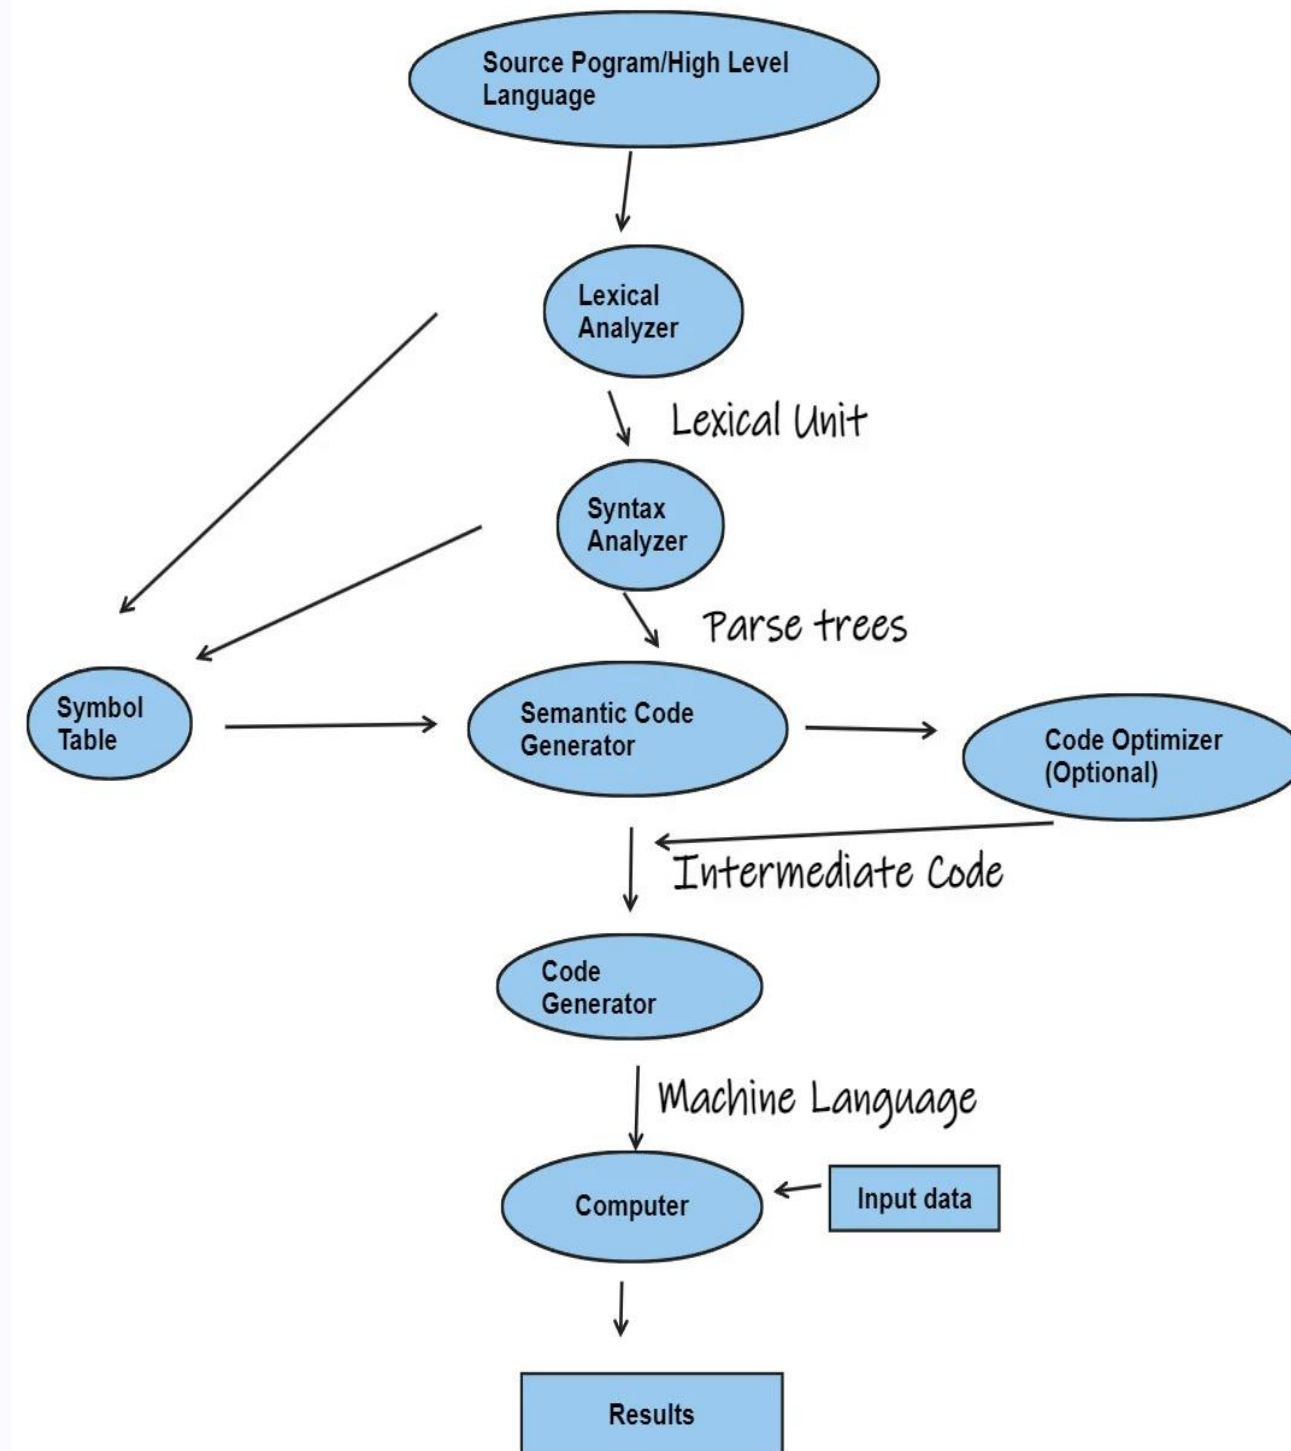 Source Pogram/High Level
Language
Lexical
Analyzer
Lexical Unit
Syntax
Analyzer
Parse trees
Symbol
Table
Semantic Code
Generator
Code Optimizer
(Optional)
Intermediate Code
Code
Generator
Machine Language
Computer
Input data
Results